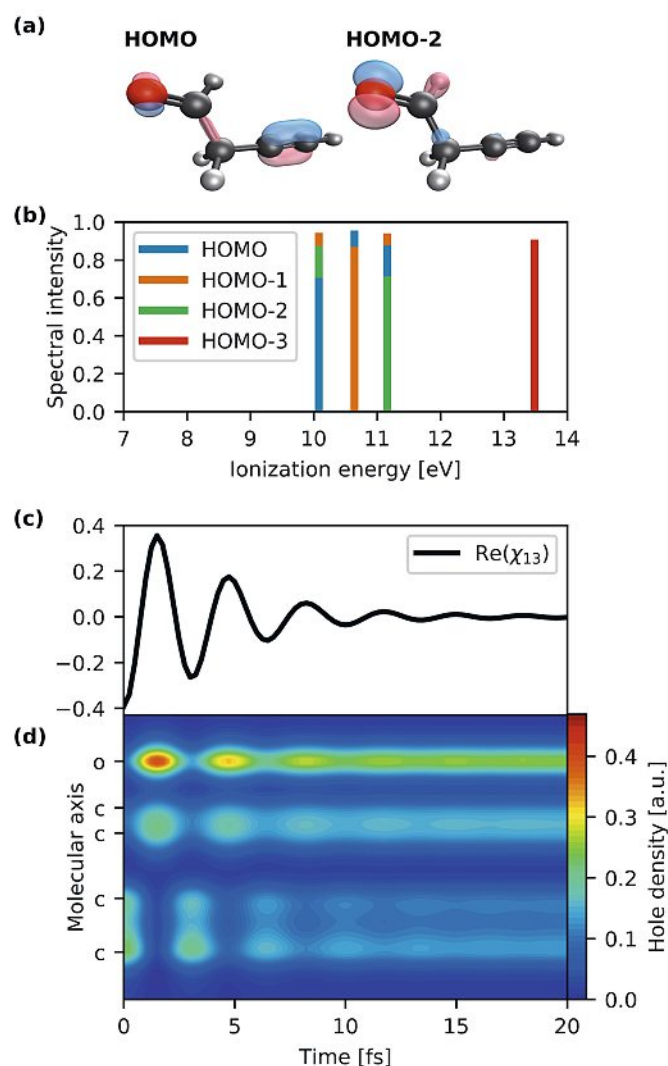 (a)
HOMO HOMO-2
(b)
Spectral intensity
1.0
0.8
0.6
0.4
0.2
0.0
HOMO
HOMO-1
HOMO-2
HOMO-3
7 8 9 10 11 12 13 14
Ionization energy [eV]
(c)
0.4
0.2
0.0
−0.2
−0.4
Re(χ₁₃)
(d)
Molecular axis
O
C
C
C
C
0 5 10 15 20
Time [fs]
0.4
0.3
0.2
0.1
0.0
Hole density [a.u.]